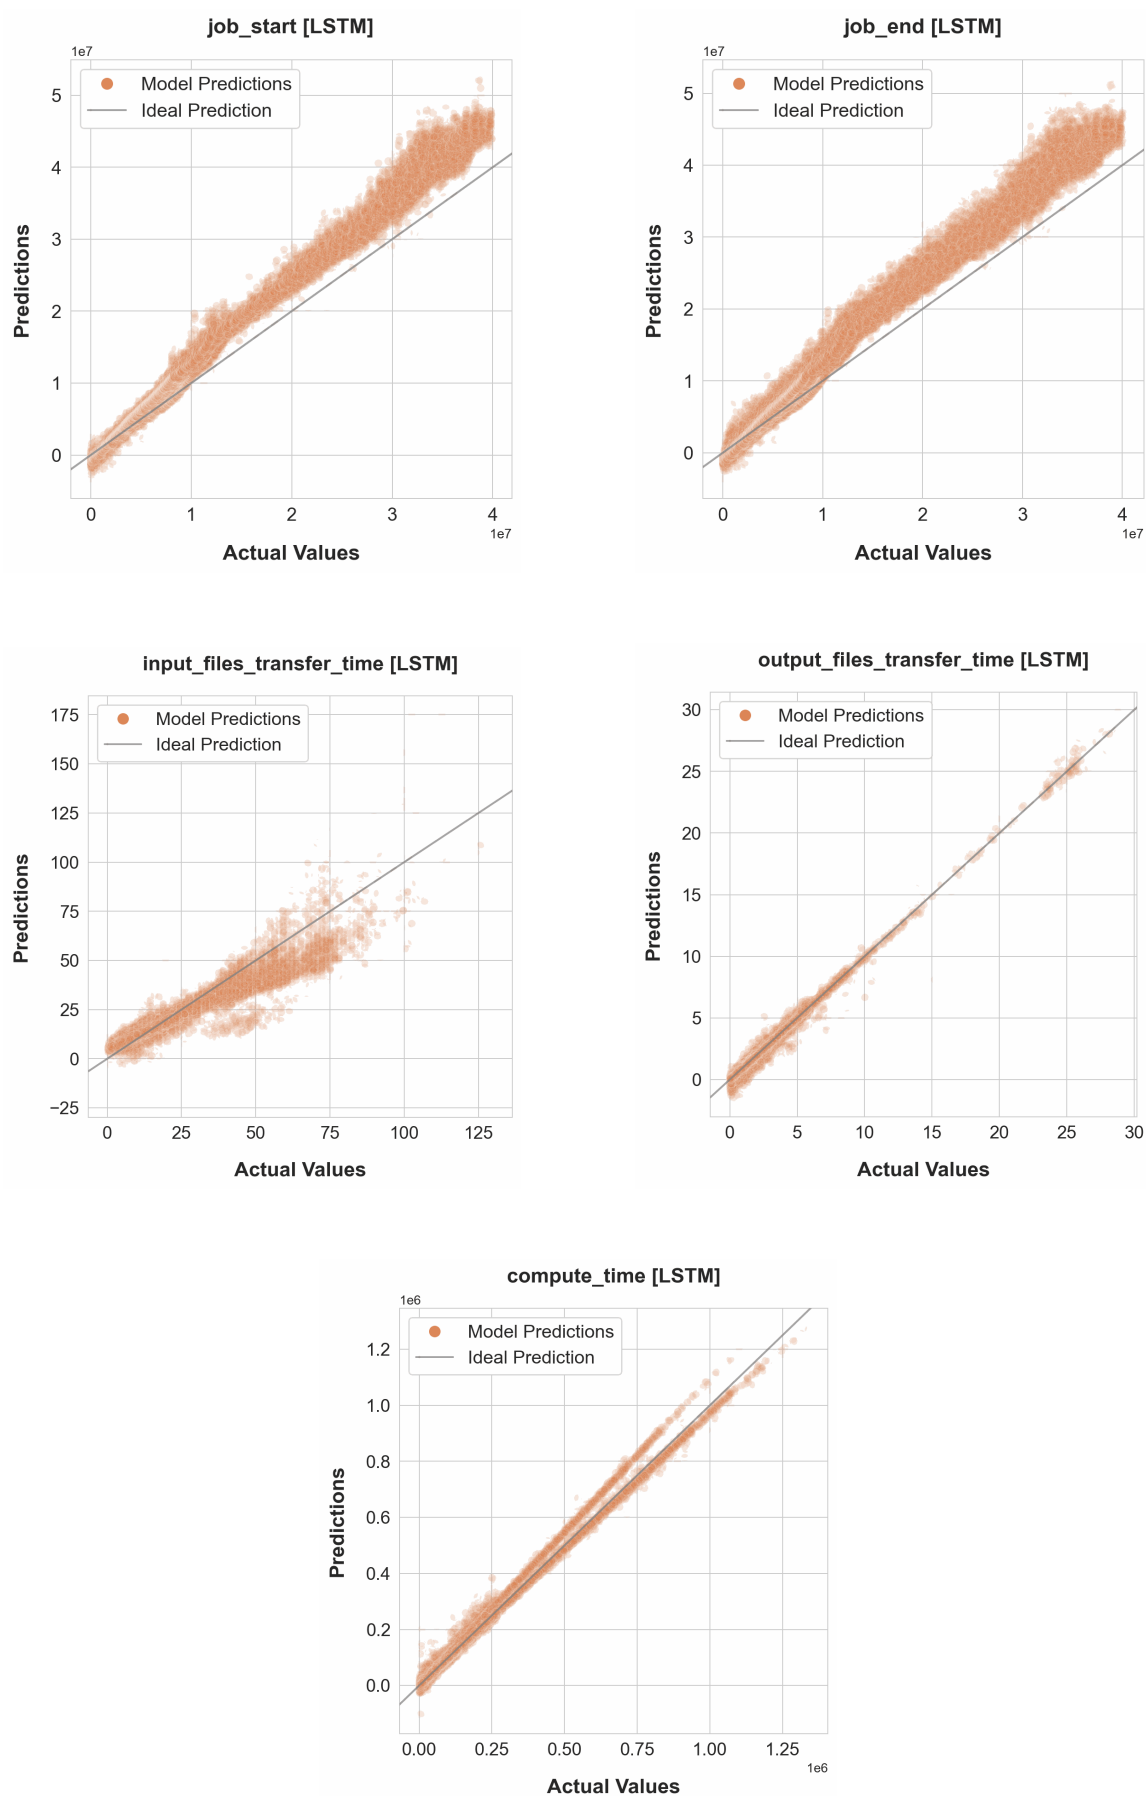 job_start [LSTM]
1e7
Model Predictions
Ideal Prediction
5
4
3
2
1
0
Predictions
0 1 2 3 4
1e7
Actual Values
job_end [LSTM]
1e7
Model Predictions
Ideal Prediction
5
4
3
2
1
0
Predictions
0 1 2 3 4
1e7
Actual Values
input_files_transfer_time [LSTM]
Model Predictions
Ideal Prediction
175
150
125
100
75
50
25
0
−25
Predictions
0 25 50 75 100 125
Actual Values
output_files_transfer_time [LSTM]
Model Predictions
Ideal Prediction
30
25
20
15
10
5
0
Predictions
0 5 10 15 20 25 30
Actual Values
compute_time [LSTM]
1e6
Model Predictions
Ideal Prediction
1.2
1.0
0.8
0.6
0.4
0.2
0.0
Predictions
0.00 0.25 0.50 0.75 1.00 1.25
1e6
Actual Values